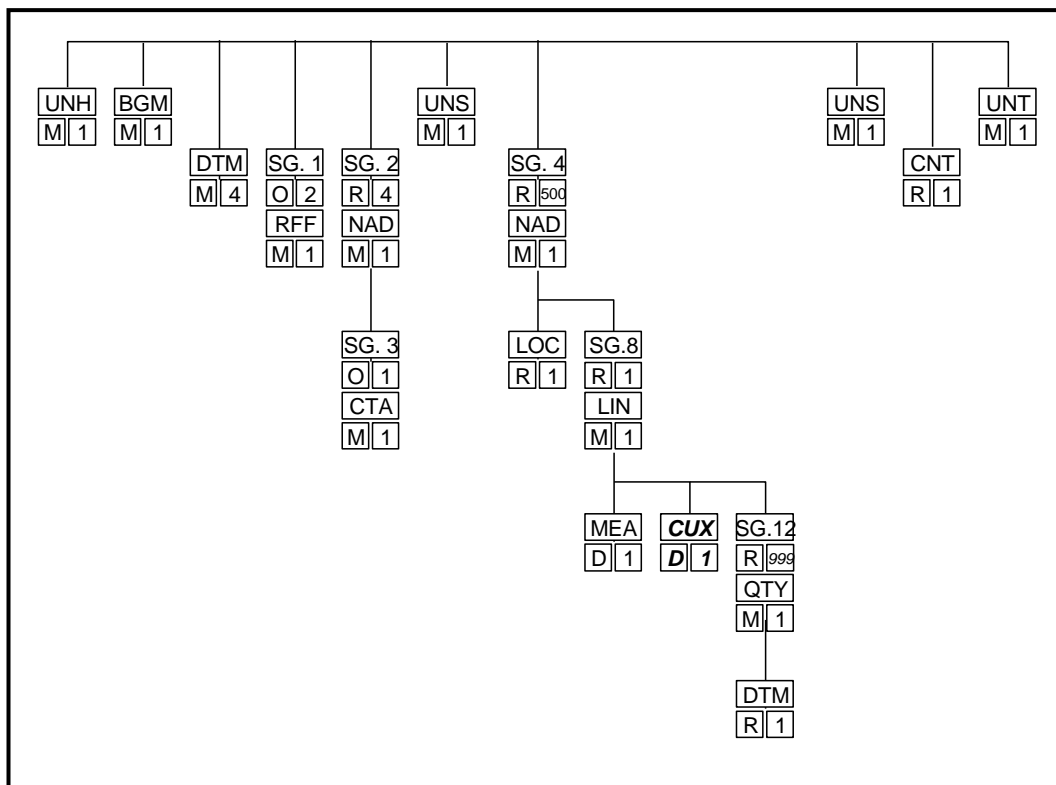 UNH BGM UNS UNS UNT
M 1 M 1 M 1 M 1 M 1
DTM SG. 1 SG. 2 SG. 4 CNT
M 4 O 2 R 4 R 500 R 1
RFF NAD NAD
M 1 M 1 M 1
SG. 3 LOC SG.8
O 1 R 1 R 1
CTA LIN
M 1 M 1
MEA CUX SG.12
D 1 D 1 R 999
QTY
M 1
DTM
R 1